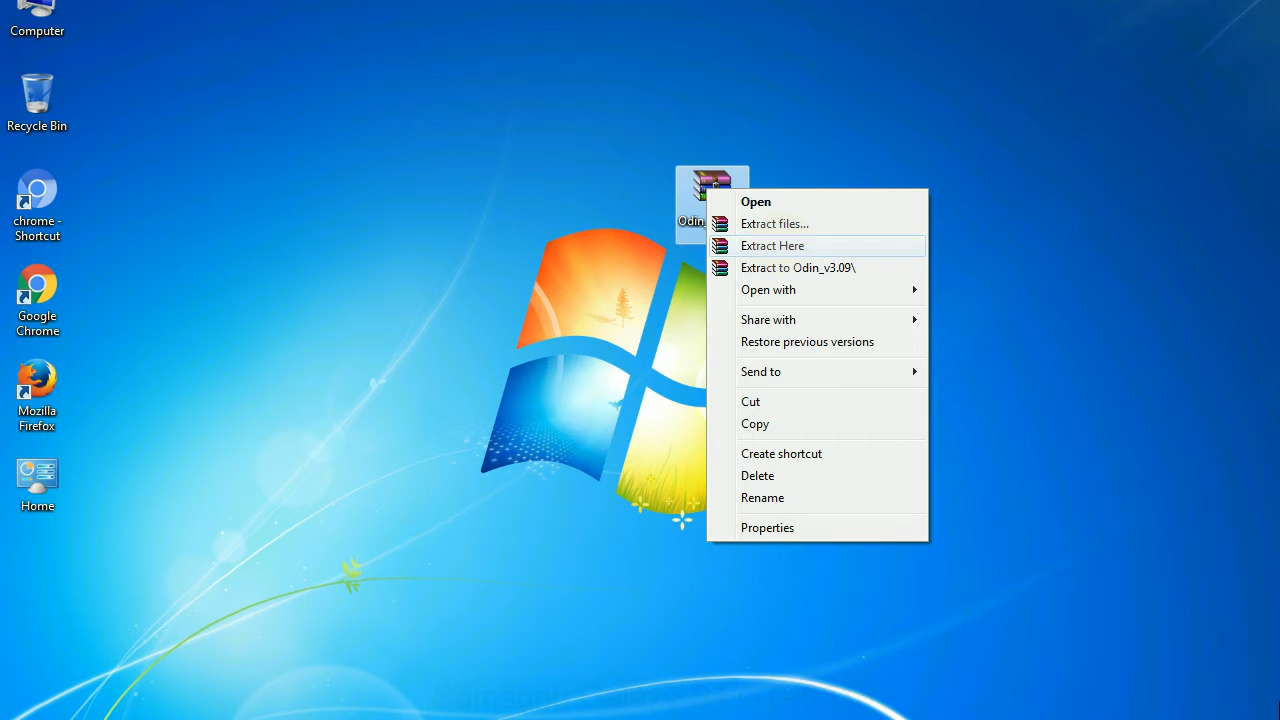 Computer
Recycle Bin
chrome -
Shortcut
Google
Chrome
Mozilla
Firefox
Home
Odin_
Open
Extract files...
Extract Here
Extract to Odin_v3.09\
Open with
Share with
Restore previous versions
Send to
Cut
Copy
Create shortcut
Delete
Rename
Properties